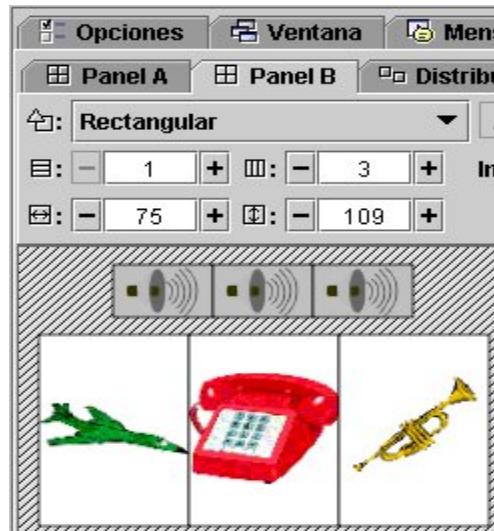 Opciones Ventana
Panel A Panel B
: Rectangular
: - 1 + : - 3 +
: - 75 + : - 109 +